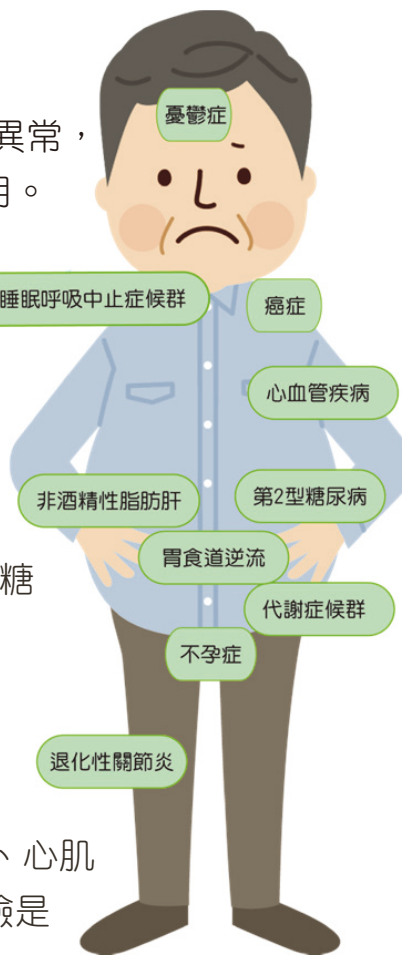 憂鬱症
異常，
用。
睡眠呼吸中止症候群
癌症
心血管疾病
非酒精性脂肪肝
第2型糖尿病
胃食道逆流
糖
代謝症候群
不孕症
退化性關節炎
、心肌
險是